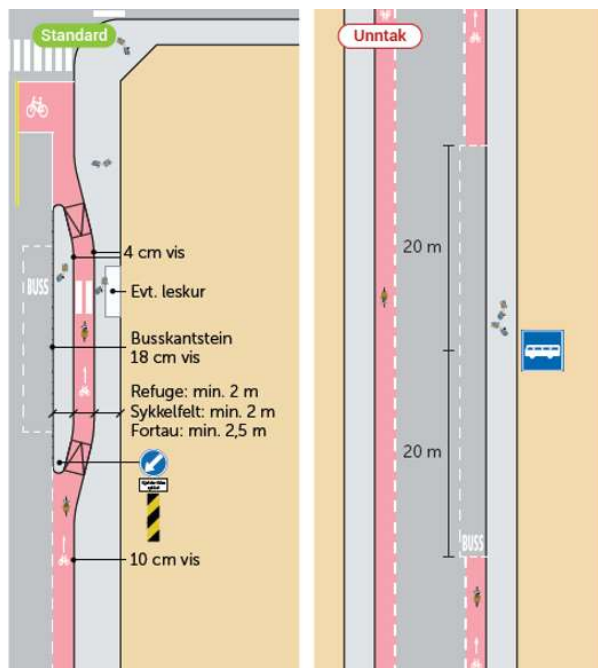 Standard
BUSS
4 cm vis
Evt. leskur
Busskantstein
18 cm vis
Refuge: min. 2 m
Sykkelfelt: min. 2 m
Fortau: min. 2,5 m
10 cm vis
Unntak
20 m
20 m
BUSS